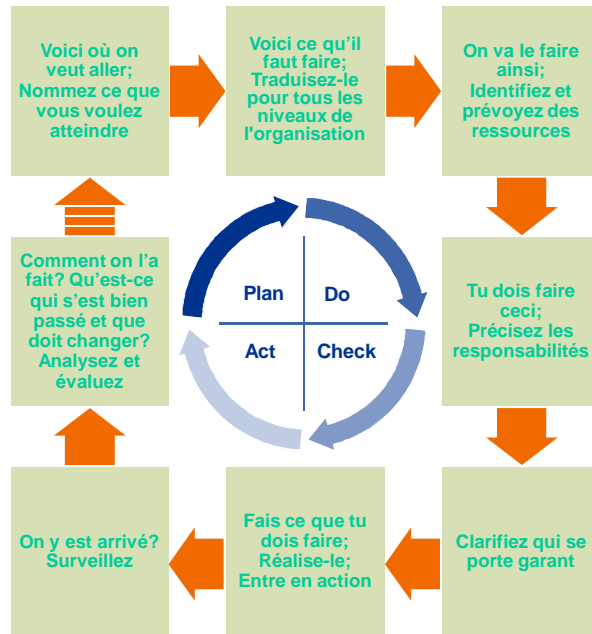 Voici où on
veut aller;
Nommez ce que
vous voulez
atteindre
Voici ce qu'il
faut faire;
Traduisez-le
pour tous les
niveaux de
l'organisation
On va le faire
ainsi;
Identifiez et
prévoyez des
ressources
Tu dois faire
ceci;
Précisez les
responsabilités
Clarifiez qui se
porte garant
Fais ce que tu
dois faire;
Réalise-le;
Entre en action
On y est arrivé?
Surveillez
Comment on l'a
fait? Qu'est-ce
qui s'est bien
passé et que
doit changer?
Analysez et
évaluez
Plan
Do
Act
Check